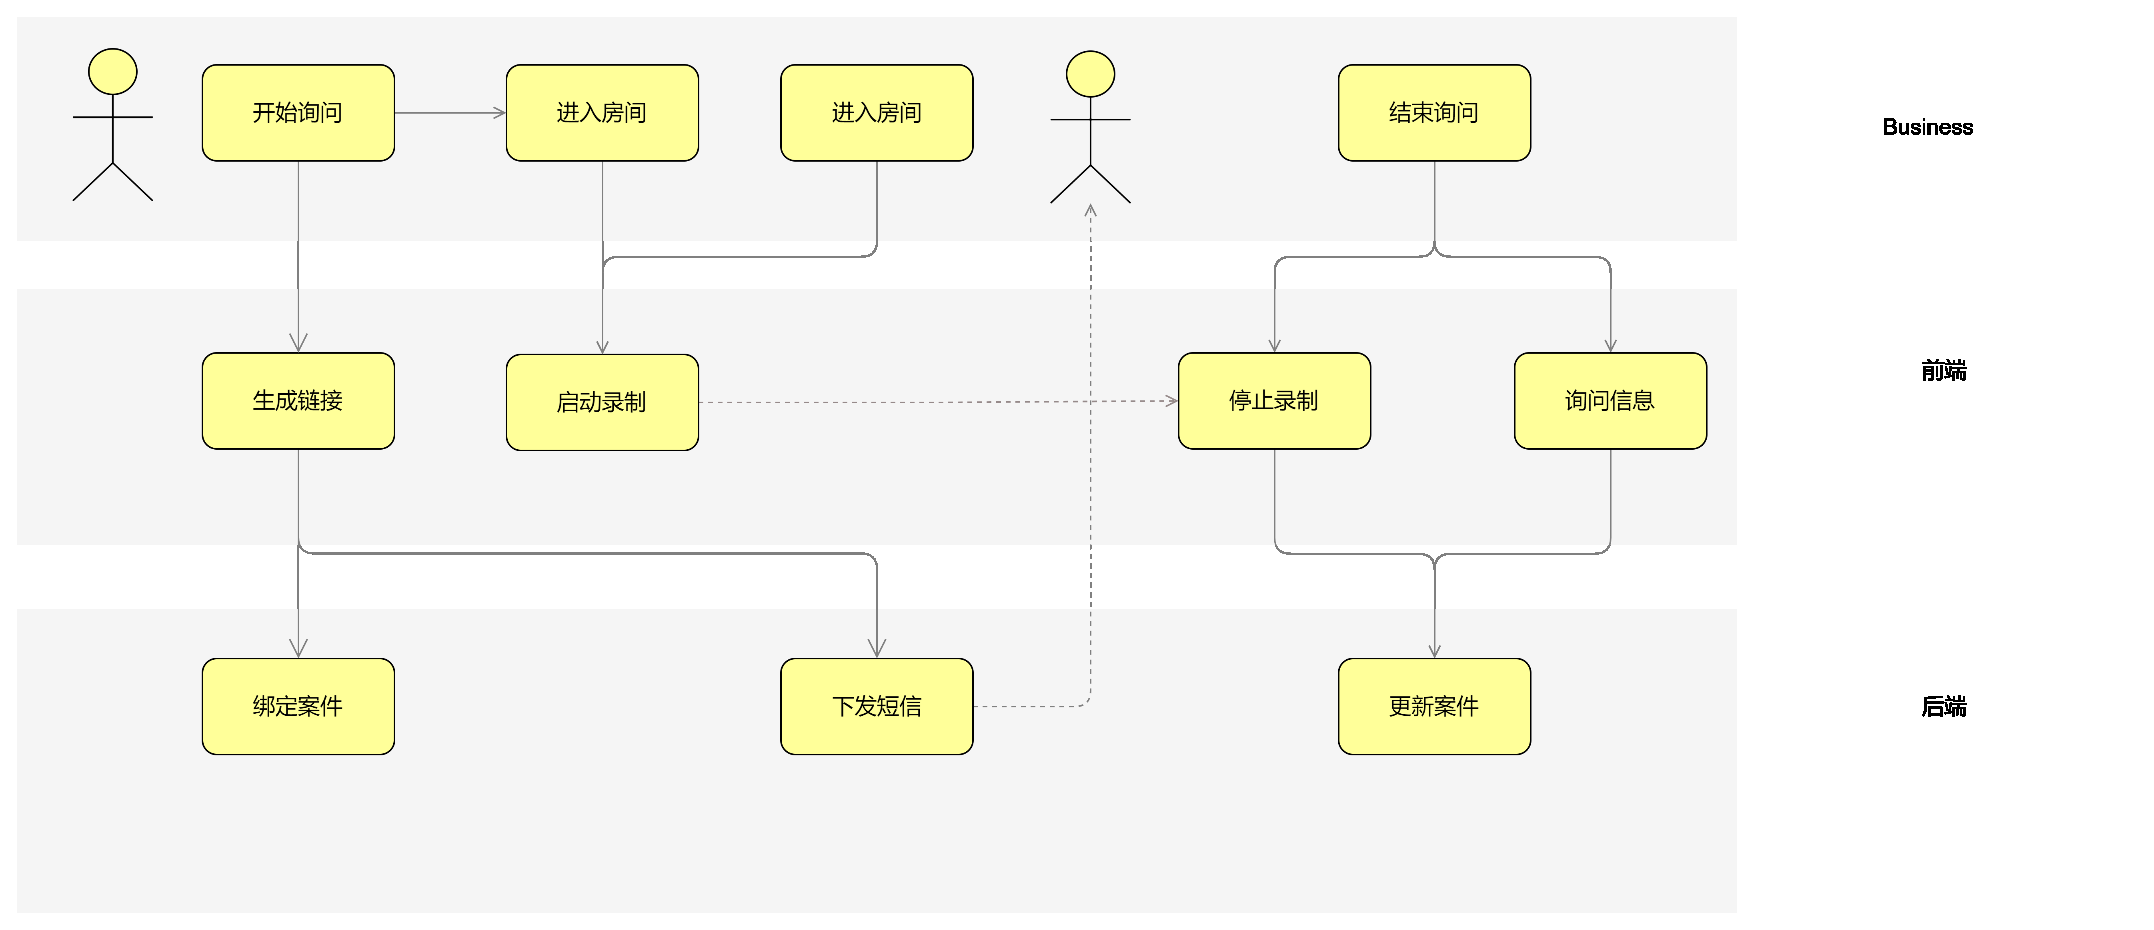 开始询问
进入房间
进入房间
结束询问
Business
生成链接
启动录制
停止录制
询问信息
前端
绑定案件
下发短信
更新案件
后端